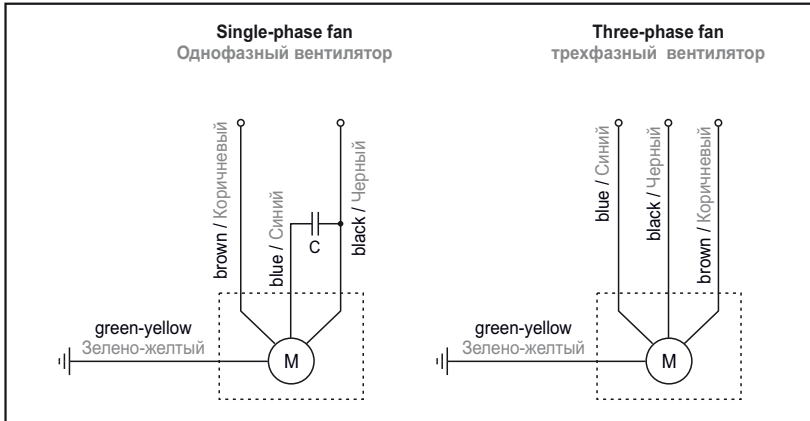 Single-phase fan
Однофазный вентилятор
brown / Коричневый
blue / Синий
C
black / Черный
green-yellow
Зелено-желтый
M
Three-phase fan
трехфазный вентилятор
blue / Синий
black / Черный
brown / Коричневый
green-yellow
Зелено-желтый
M